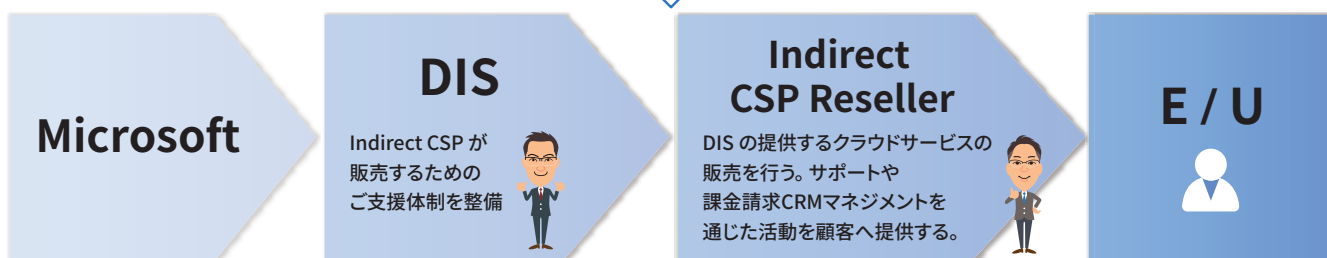 Microsoft
DIS
Indirect CSP が
販売するための
ご支援体制を整備
Indirect
CSP Reseller
DIS の提供するクラウドサービスの
販売を行う。サポートや
課金請求CRMマネジメントを
通じた活動を顧客へ提供する。
E / U